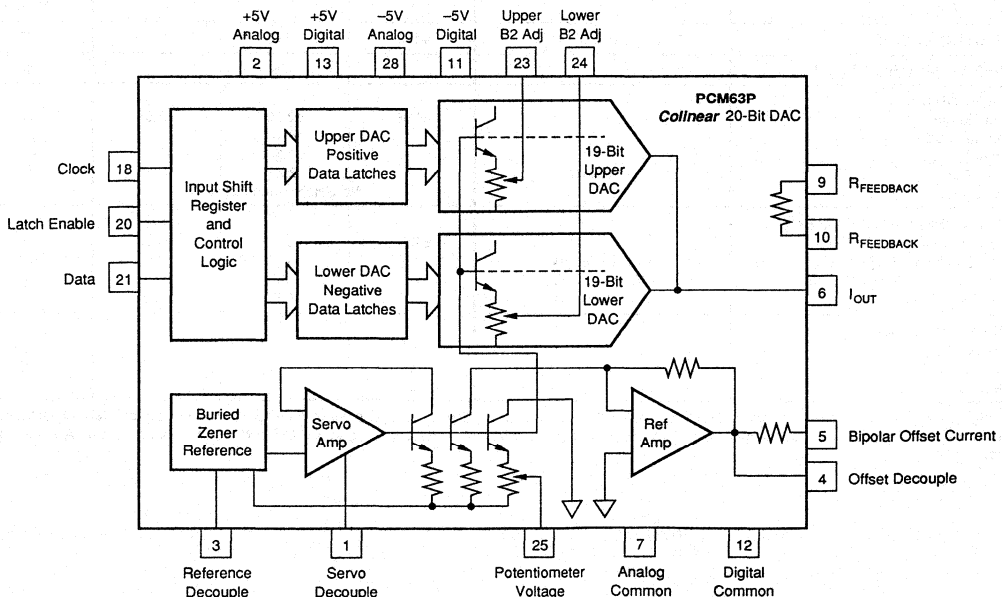 +5V
Analog
2
+5V
Digital
13
–5V
Analog
28
–5V
Digital
11
Upper
B2 Adj
23
Lower
B2 Adj
24
PCM63P
Colinear 20-Bit DAC
Clock
18
Latch Enable
20
Data
21
Input Shift
Register
and
Control
Logic
Upper DAC
Positive
Data Latches
19-Bit
Upper
DAC
Lower DAC
Negative
Data Latches
19-Bit
Lower
DAC
9
RFEEDBACK
10
RFEEDBACK
6
IOUT
Buried
Zener
Reference
Servo
Amp
Ref
Amp
5
Bipolar Offset Current
4
Offset Decouple
3
Reference
Decouple
1
Servo
Decouple
25
Potentiometer
Voltage
7
Analog
Common
12
Digital
Common